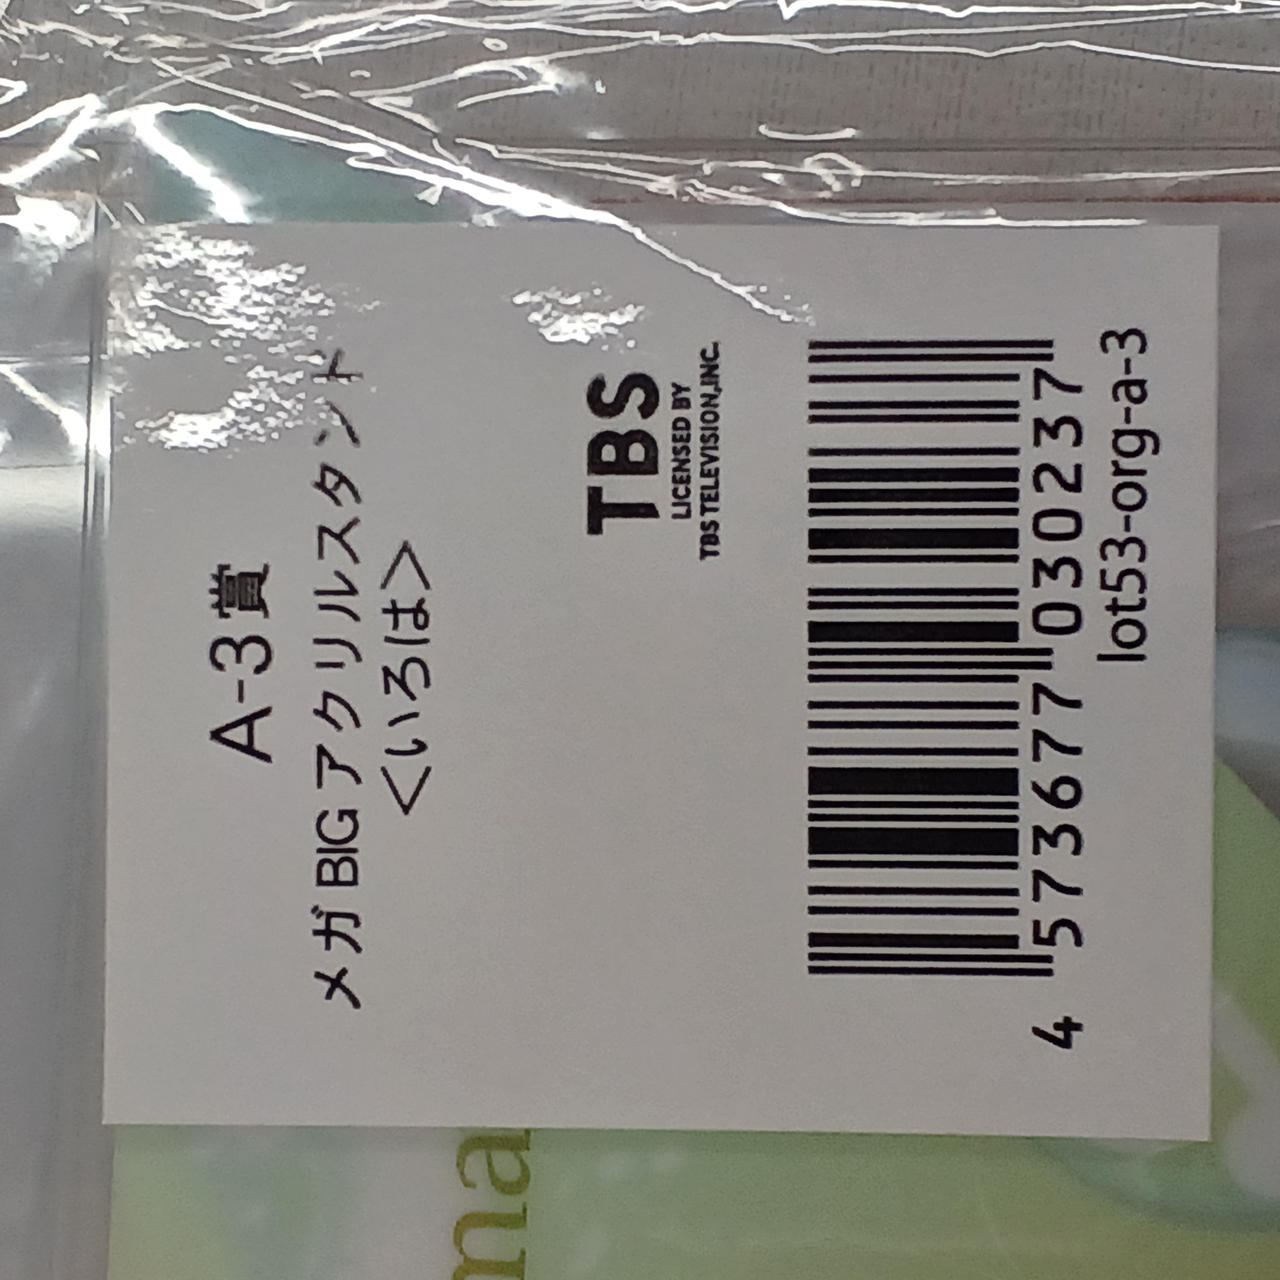 A-3賞
メガBIGアクリルスタンド
<いろは>
TBS
LICENSED BY
TBS TELEVISION,INC.
4 573677 030237
lot53-org-a-3
ma